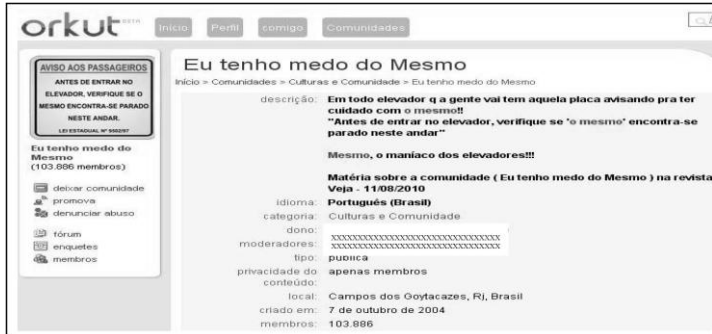 orkut BETA
Início Perfil comigo Comunidades
AVISO AOS PASSAGEIROS
ANTES DE ENTRAR NO
ELEVADOR, VERIFIQUE SE O
MESMO ENCONTRA-SE PARADO
NESTE ANDAR.
LEI ESTADUAL Nº 9502/97
Eu tenho medo do
Mesmo
(103.886 membros)
deixar comunidade
promova
denunciar abuso
fórum
enquetes
membros
Eu tenho medo do Mesmo
Início > Comunidades > Culturas e Comunidade > Eu tenho medo do Mesmo
descrição: Em todo elevador q a gente vai tem aquela placa avisando pra ter
cuidado com o mesmo!!
"Antes de entrar no elevador, verifique se 'o mesmo' encontra-se
parado neste andar"
Mesmo, o maníaco dos elevadores!!!
Matéria sobre a comunidade ( Eu tenho medo do Mesmo ) na revista
Veja - 11/08/2010
idioma: Português (Brasil)
categoria: Culturas e Comunidade
dono: xxxxxxxxxxxxxxxxxxxxxxxxxxxxxxxx
moderadores: xxxxxxxxxxxxxxxxxxxxxxxxxxxxxxxx
tipo: pública
privacidade do apenas membros
conteúdo:
local: Campos dos Goytacazes, Rj, Brasil
criado em: 7 de outubro de 2004
membros: 103.886